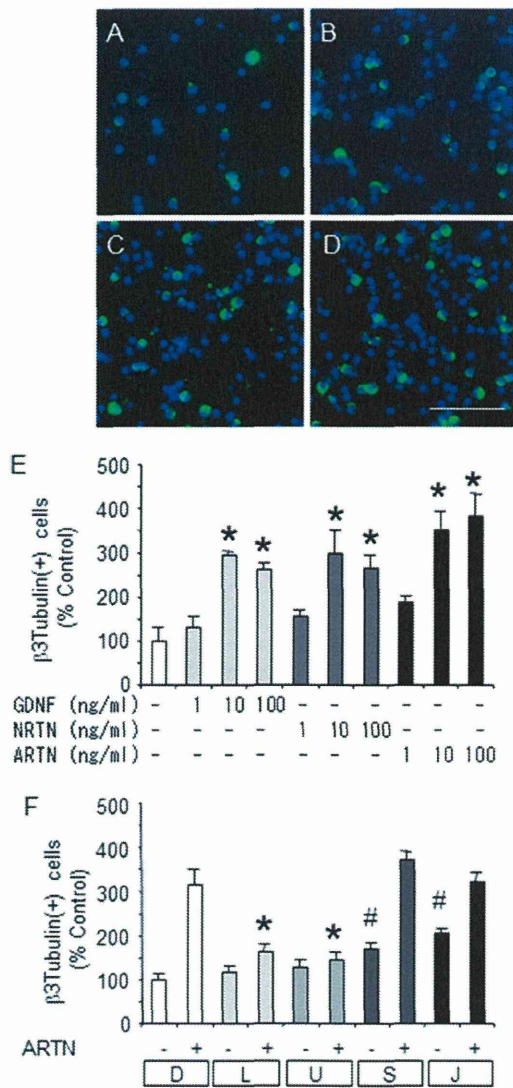 A
B
C
D
E
β3Tubulin(+) cells
(% Control)
500
400
300
200
100
0
* * * * * *
GDNF (ng/ml) - 1 10 100 - - - - - -
NRTN (ng/ml) - - - - 1 10 100 - - -
ARTN (ng/ml) - - - - - - - 1 10 100
F
β3Tubulin(+) cells
(% Control)
500
400
300
200
100
0
* * # #
ARTN - + - + - + - + - +
D L U S J